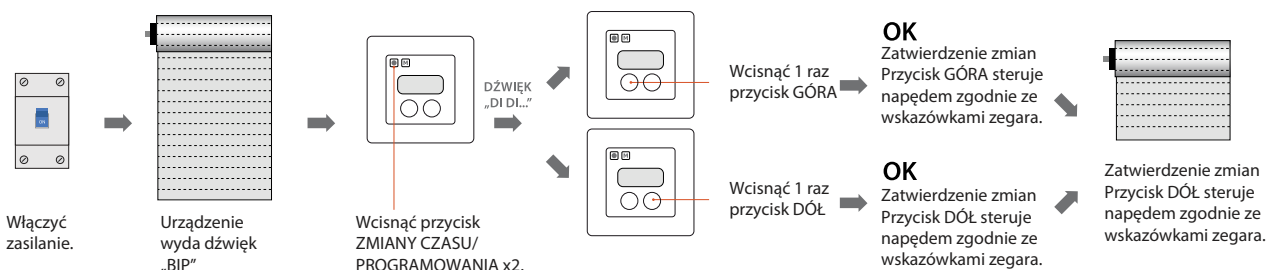 ON
Włączyć
zasilanie.
Urządzenie
wyda dźwięk
„BIP”
Wcisnąć przycisk
ZMIANY CZASU/
PROGRAMOWANIA x2.
DŹWIĘK
„DI DI...”
M
M
M
Wcisnąć 1 raz
przycisk GÓRA
OK
Zatwierdzenie zmian
Przycisk GÓRA steruje
napędem zgodnie ze
wskazówkami zegara.
Wcisnąć 1 raz
przycisk DÓŁ
OK
Zatwierdzenie zmian
Przycisk DÓŁ steruje
napędem zgodnie ze
wskazówkami zegara.
Zatwierdzenie zmian
Przycisk DÓŁ steruje
napędem zgodnie ze
wskazówkami zegara.